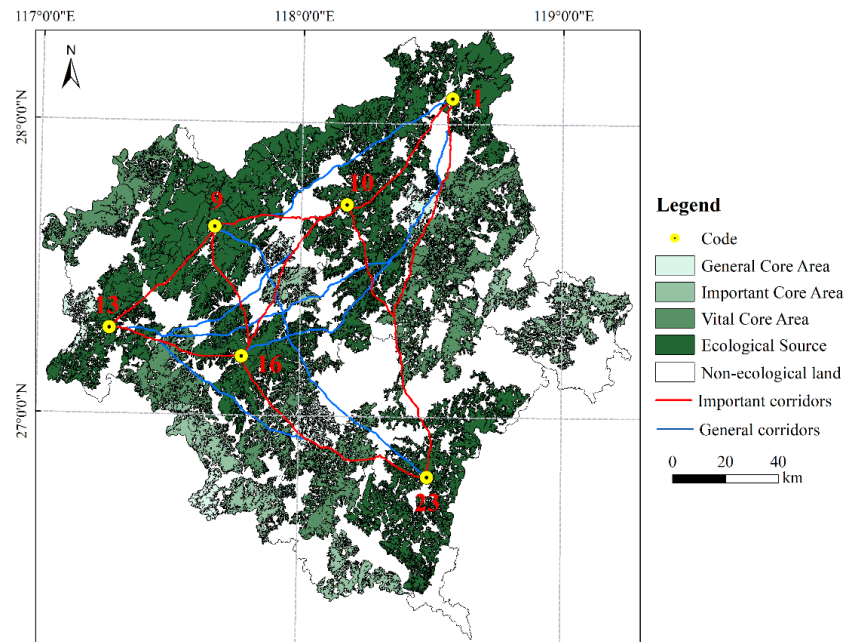 117°0'0"E
118°0'0"E
119°0'0"E
N
28°0'0"N
27°0'0"N
1
10
9
13
16
23
Legend
Code
General Core Area
Important Core Area
Vital Core Area
Ecological Source
Non-ecological land
Important corridors
General corridors
0 20 40
km